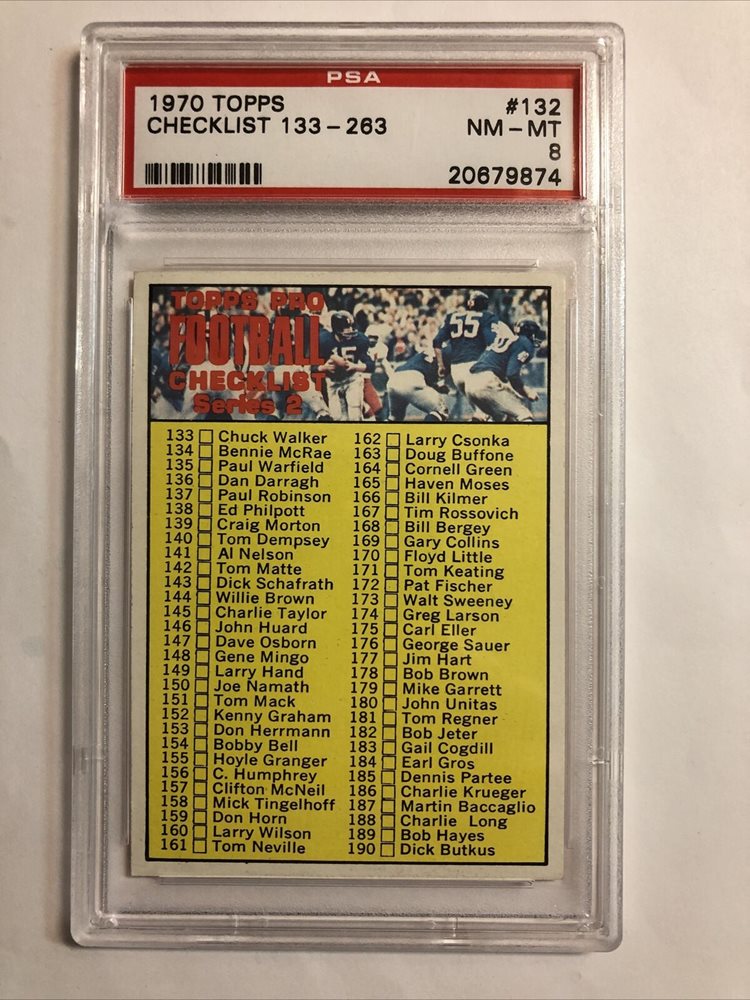 PSA
1970 TOPPS #132
CHECKLIST 133-263 NM-MT
8
20679874
TOPPS PRO
FOOTBALL
CHECKLIST
Series 2
15
55
133 Chuck Walker
134 Bennie McRae
135 Paul Warfield
136 Dan Darragh
137 Paul Robinson
138 Ed Philpott
139 Craig Morton
140 Tom Dempsey
141 Al Nelson
142 Tom Matte
143 Dick Schafrath
144 Willie Brown
145 Charlie Taylor
146 John Huard
147 Dave Osborn
148 Gene Mingo
149 Larry Hand
150 Joe Namath
151 Tom Mack
152 Kenny Graham
153 Don Herrmann
154 Bobby Bell
155 Hoyle Granger
156 C. Humphrey
157 Clifton McNeil
158 Mick Tingelhoff
159 Don Horn
160 Larry Wilson
161 Tom Neville
162 Larry Csonka
163 Doug Buffone
164 Cornell Green
165 Haven Moses
166 Bill Kilmer
167 Tim Rossovich
168 Bill Bergey
169 Gary Collins
170 Floyd Little
171 Tom Keating
172 Pat Fischer
173 Walt Sweeney
174 Greg Larson
175 Carl Eller
176 George Sauer
177 Jim Hart
178 Bob Brown
179 Mike Garrett
180 John Unitas
181 Tom Regner
182 Bob Jeter
183 Gail Cogdill
184 Earl Gros
185 Dennis Partee
186 Charlie Krueger
187 Martin Baccaglio
188 Charlie Long
189 Bob Hayes
190 Dick Butkus